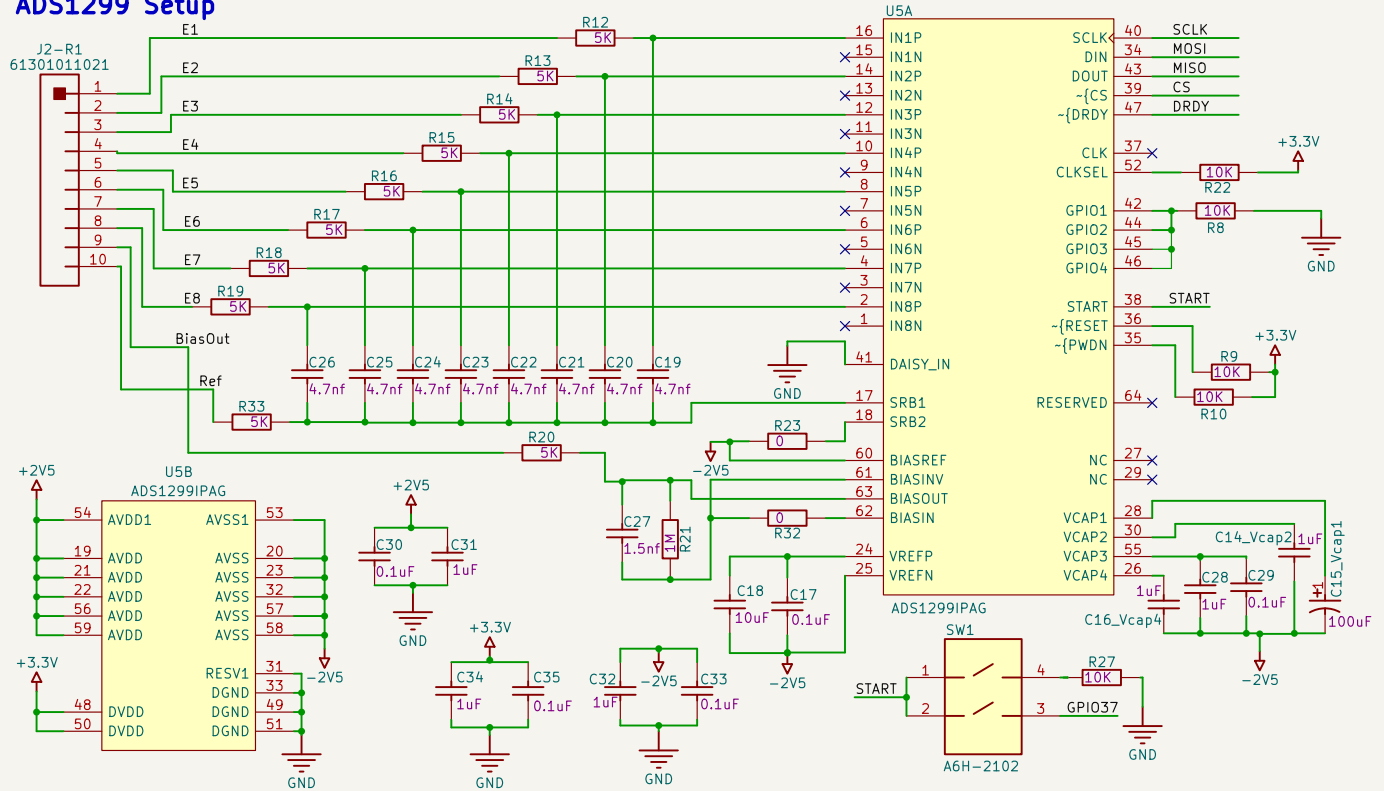 ADS1299 Setup
J2-R1
61301011021
1
2
3
4
5
6
7
8
9
10
E1
E2
E3
E4
E5
E6
E7
E8
BiasOut
Ref
R12
5K
R13
5K
R14
5K
R15
5K
R16
5K
R17
5K
R18
5K
R19
5K
R33
5K
R20
5K
C26
4.7nf
C25
4.7nf
C24
4.7nf
C23
4.7nf
C22
4.7nf
C21
4.7nf
C20
4.7nf
C19
4.7nf
U5A
16 IN1P
15 IN1N
14 IN2P
13 IN2N
12 IN3P
11 IN3N
10 IN4P
9 IN4N
8 IN5P
7 IN5N
6 IN6P
5 IN6N
4 IN7P
3 IN7N
2 IN8P
1 IN8N
41 DAISY_IN
17 SRB1
18 SRB2
60 BIASREF
61 BIASINV
63 BIASOUT
62 BIASIN
24 VREFP
25 VREFN
ADS1299IPAG
SCLK 40 SCLK
DIN 34 MOSI
DOUT 43 MISO
~{CS 39 CS
~{DRDY 47 DRDY
CLK 37
CLKSEL 52
GPIO1 42
GPIO2 44
GPIO3 45
GPIO4 46
START 38 START
~{RESET 36
~{PWDN 35
RESERVED 64
NC 27
NC 29
VCAP1 28
VCAP2 30
VCAP3 55
VCAP4 26
+3.3V
10K
R22
10K
R8
GND
+3.3V
R9
10K
10K
R10
GND
R23
0
-2V5
R32
0
C27
1.5nf
1M
R21
C18
10uF
C17
0.1uF
-2V5
C14_Vcap2
1uF
C15_Vcap1
+1
100uF
C28
1uF
C29
0.1uF
1uF
C16_Vcap4
-2V5
+2V5
U5B
ADS1299IPAG
54 AVDD1
19 AVDD
21 AVDD
22 AVDD
56 AVDD
59 AVDD
+3.3V
48 DVDD
50 DVDD
AVSS1 53
AVSS 20
AVSS 23
AVSS 32
AVSS 57
AVSS 58
RESV1 31
DGND 33
DGND 49
DGND 51
-2V5
GND
+2V5
C30
0.1uF
C31
1uF
GND
+3.3V
C34
1uF
C35
0.1uF
GND
C32
1uF
-2V5
C33
0.1uF
GND
SW1
START
1
2
4
3
A6H-2102
R27
10K
GPIO37
GND